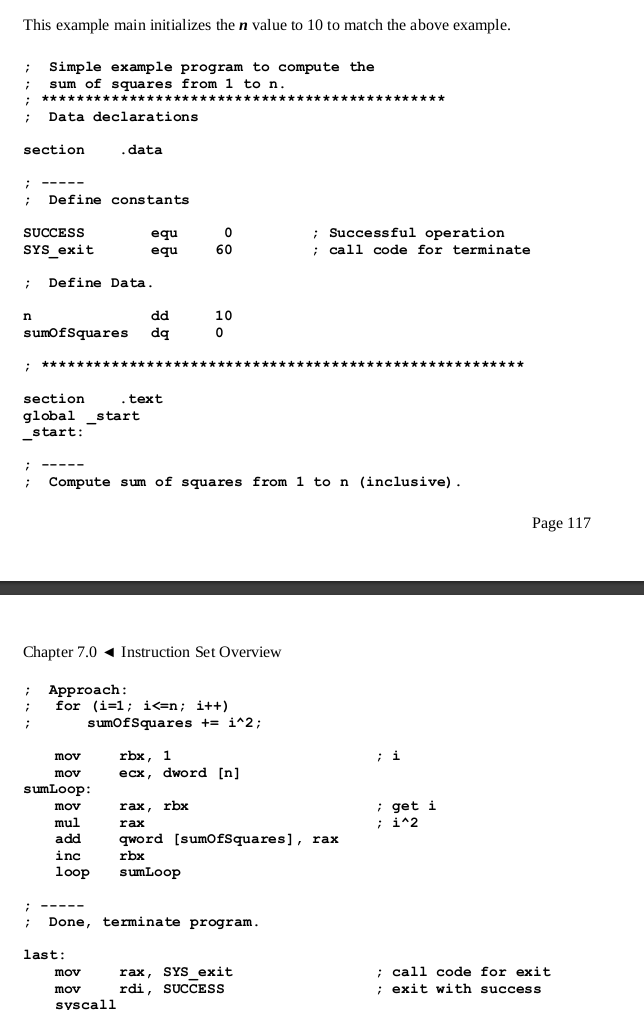 This example main initializes the n value to 10 to match the above example.
; Simple example program to compute the
; sum of squares from 1 to n.
; **********************************************
; Data declarations
section .data
; -----
; Define constants
SUCCESS equ 0 ; Successful operation
SYS_exit equ 60 ; call code for terminate
; Define Data.
n dd 10
sumOfSquares dq 0
; *******************************************************
section .text
global _start
_start:
; -----
; Compute sum of squares from 1 to n (inclusive).
Page 117
Chapter 7.0 ◄ Instruction Set Overview
; Approach:
; for (i=1; i<=n; i++)
; sumOfSquares += i^2;
mov rbx, 1 ; i
mov ecx, dword [n]
sumLoop:
mov rax, rbx ; get i
mul rax ; i^2
add qword [sumOfSquares], rax
inc rbx
loop sumLoop
; -----
; Done, terminate program.
last:
mov rax, SYS_exit ; call code for exit
mov rdi, SUCCESS ; exit with success
syscall